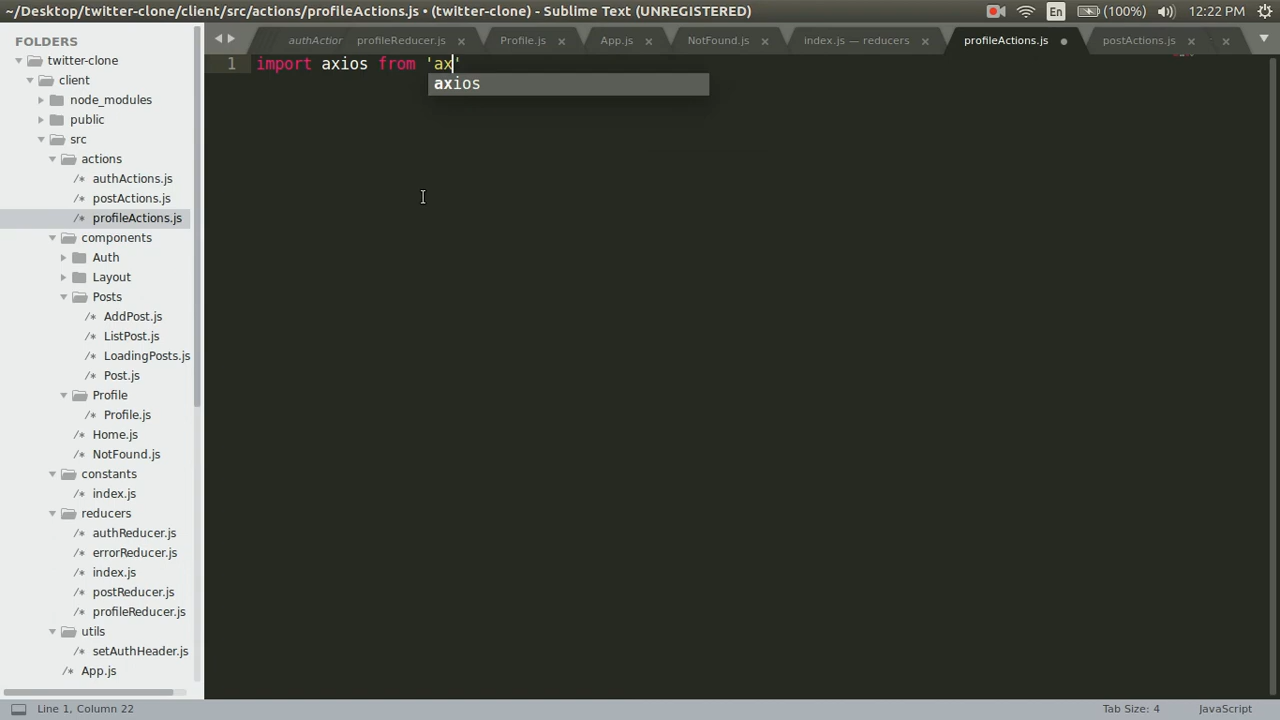 ~/Desktop/twitter-clone/client/src/actions/profileActions.js • (twitter-clone) - Sublime Text (UNREGISTERED)
En
(100%)
12:22 PM
FOLDERS
twitter-clone
client
node_modules
public
src
actions
/* authActions.js
/* postActions.js
/* profileActions.js
components
Auth
Layout
Posts
/* AddPost.js
/* ListPost.js
/* LoadingPosts.js
/* Post.js
Profile
/* Profile.js
/* Home.js
/* NotFound.js
constants
/* index.js
reducers
/* authReducer.js
/* errorReducer.js
/* index.js
/* postReducer.js
/* profileReducer.js
utils
/* setAuthHeader.js
/* App.js
authActior
profileReducer.js ×
Profile.js ×
App.js ×
NotFound.js ×
index.js — reducers ×
profileActions.js •
postActions.js ×
×
1 import axios from 'ax'
axios
Line 1, Column 22
Tab Size: 4
JavaScript